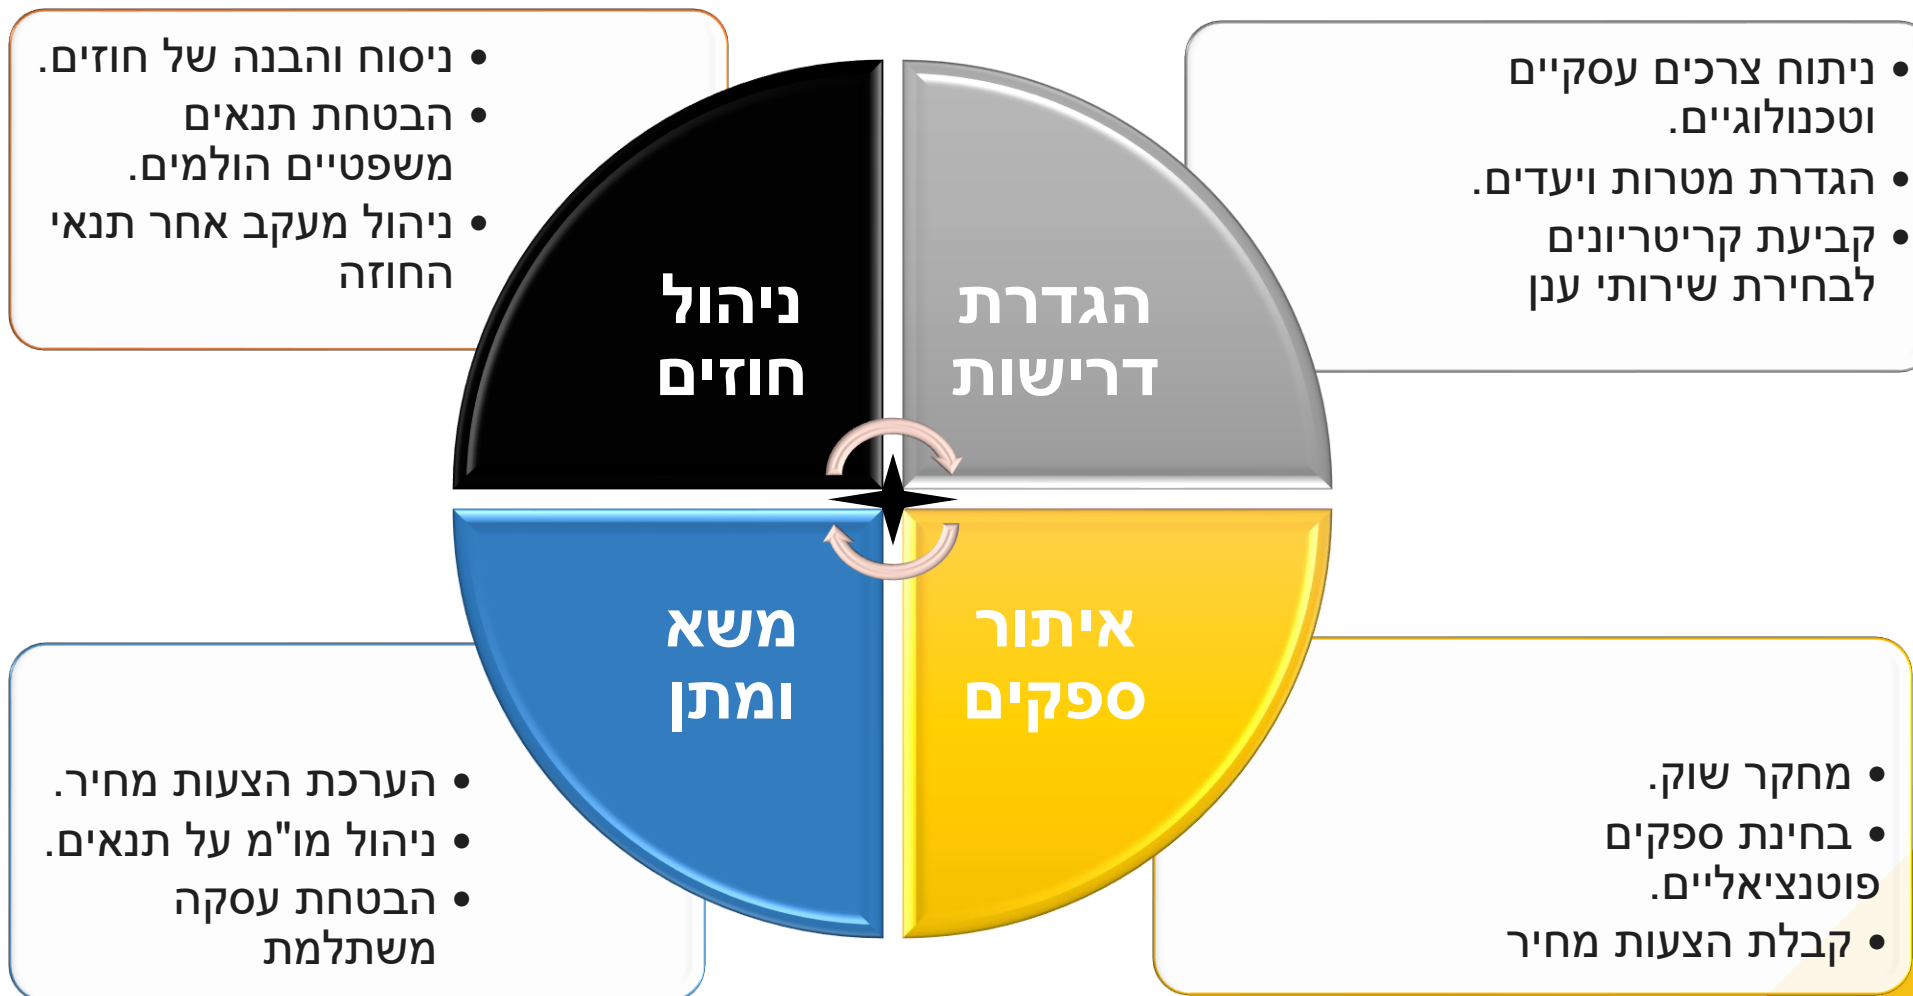 • ניתוח צרכים עסקיים
וטכנולוגיים.
• הגדרת מטרות ויעדים.
• קביעת קריטריונים
לבחירת שירותי ענן
הגדרת
דרישות
איתור
ספקים
• מחקר שוק.
• בחינת ספקים
פוטנציאליים.
• קבלת הצעות מחיר
משא
ומתן
• הערכת הצעות מחיר.
• ניהול מו"מ על תנאים.
• הבטחת עסקה
משתלמת
ניהול
חוזים
• ניסוח והבנה של חוזים.
• הבטחת תנאים
משפטיים הולמים.
• ניהול מעקב אחר תנאי
החוזה